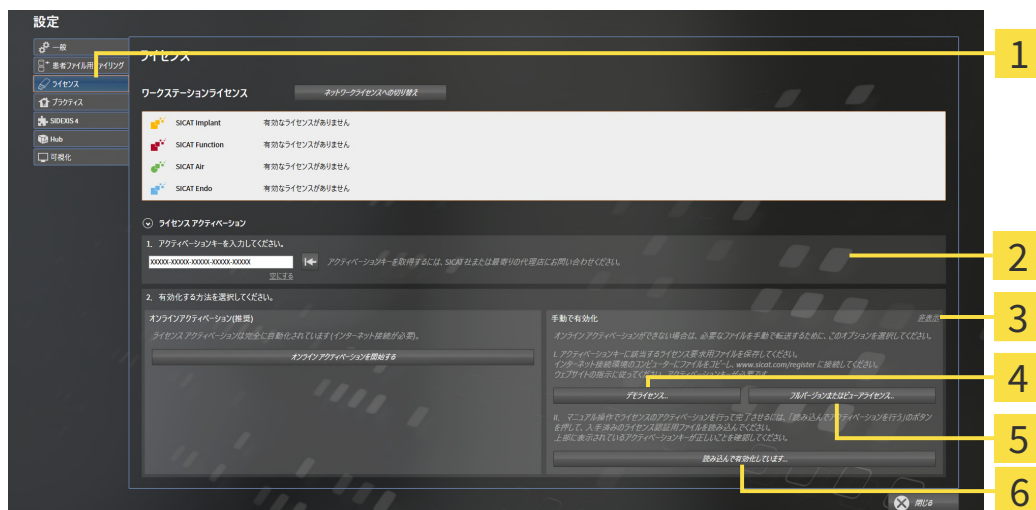 設定
一般
患者ファイル用ファイリング
ライセンス
プラクティス
SIDEXIS 4
Hub
可視化
ライセンス
ワークステーションライセンス
ネットワークライセンスへの切り替え
SICAT Implant 有効なライセンスがありません
SICAT Function 有効なライセンスがありません
SICAT Air 有効なライセンスがありません
SICAT Endo 有効なライセンスがありません
ライセンス アクティベーション
1. アクティベーションキーを入力してください。
XXXXX-XXXXX-XXXXX-XXXXX-XXXXX
アクティベーションキーを取得するには、SICAT 社または最寄りの代理店にお問い合わせください。
空にする
2. 有効化する方法を選択してください。
オンラインアクティベーション(推奨)
ライセンス アクティベーションは完全に自動化されています(インターネット接続が必要)。
オンライン アクティベーションを開始する
手動で有効化
非表示
オンライン アクティベーションができない場合は、必要なファイルを手動で転送するために、このオプションを選択してください。
I. アクティベーションキーに該当するライセンス要求用ファイルを保存してください。
インターネット接続環境のコンピューターにファイルをコピーし、www.sicat.com/register に接続してください。
ウェブサイトの指示に従ってください。アクティベーションキーが必要です。
デモライセンス...
フルバージョンまたはビューアライセンス...
II. マニュアル操作でライセンスのアクティベーションを行って完了させるには、「読み込んでアクティベーションを行う」のボタン
を押して、入手済みのライセンス認証用ファイルを読み込んでください。
上部に表示されているアクティベーションキーが正しいことを確認してください。
読み込んで有効化しています...
閉じる
1
2
3
4
5
6